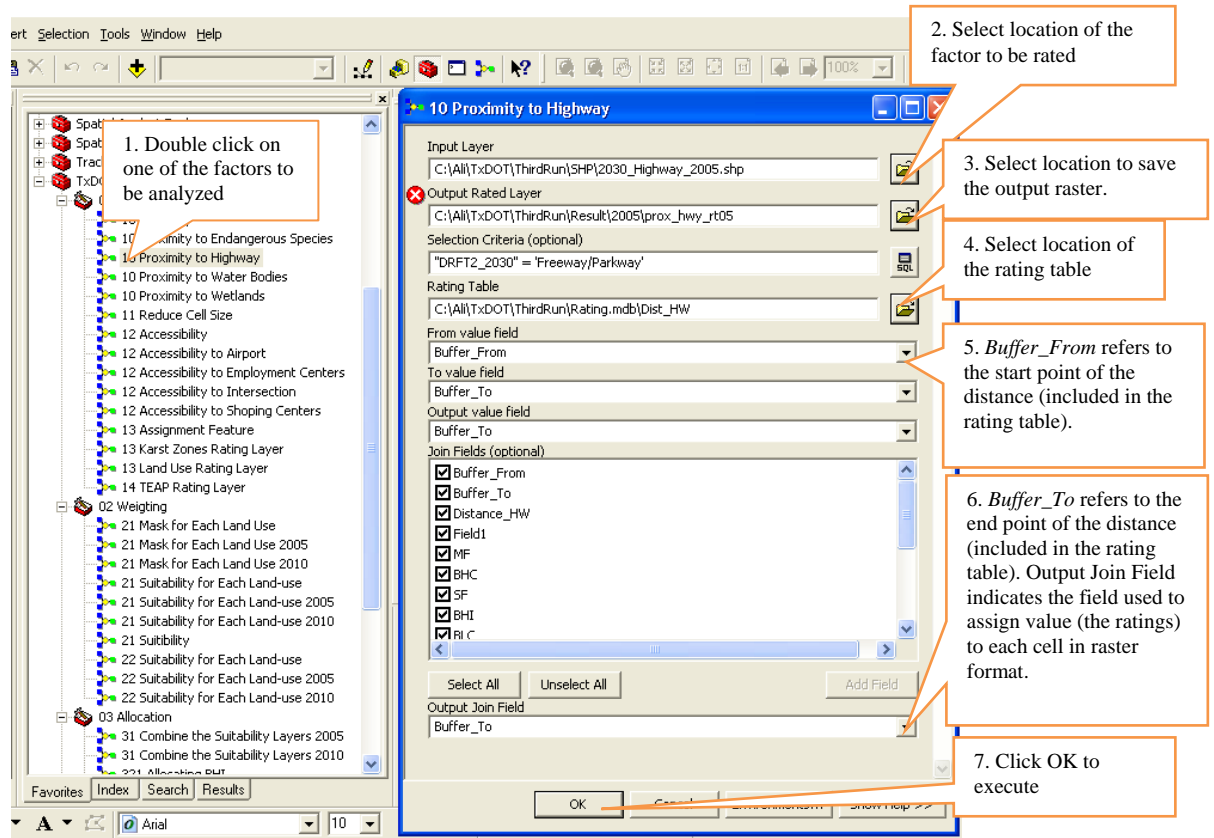 ert Selection Tools Window Help
100%
2. Select location of the
factor to be rated
1. Double click on
one of the factors to
be analyzed
Spat
Trac
TxDO
10 Proximity to Endangerous Species
10 Proximity to Highway
10 Proximity to Water Bodies
10 Proximity to Wetlands
11 Reduce Cell Size
12 Accessibility
12 Accessibility to Airport
12 Accessibility to Employment Centers
12 Accessibility to Intersection
12 Accessibility to Shoping Centers
13 Assignment Feature
13 Karst Zones Rating Layer
13 Land Use Rating Layer
14 TEAP Rating Layer
02 Weigting
21 Mask for Each Land Use
21 Mask for Each Land Use 2005
21 Mask for Each Land Use 2010
21 Suitability for Each Land-use
21 Suitability for Each Land-use 2005
21 Suitability for Each Land-use 2010
21 Suitibility
22 Suitability for Each Land-use
22 Suitability for Each Land-use 2005
22 Suitability for Each Land-use 2010
03 Allocation
31 Combine the Suitability Layers 2005
31 Combine the Suitability Layers 2010
321 Allocating BHI
Favorites Index Search Results
A Arial 10
10 Proximity to Highway
Input Layer
C:\Ali\TxDOT\ThirdRun\SHP\2030_Highway_2005.shp
Output Rated Layer
C:\Ali\TxDOT\ThirdRun\Result\2005\prox_hwy_rt05
Selection Criteria (optional)
"DRFT2_2030" = 'Freeway/Parkway'
SQL
Rating Table
C:\Ali\TxDOT\ThirdRun\Rating.mdb\Dist_HW
From value field
Buffer_From
To value field
Buffer_To
Output value field
Buffer_To
Join Fields (optional)
Buffer_From
Buffer_To
Distance_HW
Field1
MF
BHC
SF
BHI
BLC
Select All Unselect All Add Field
Output Join Field
Buffer_To
OK Cancel Environments... Show Help >>
3. Select location to save
the output raster.
4. Select location of
the rating table
5. Buffer_From refers to
the start point of the
distance (included in the
rating table).
6. Buffer_To refers to the
end point of the distance
(included in the rating
table). Output Join Field
indicates the field used to
assign value (the ratings)
to each cell in raster
format.
7. Click OK to
execute